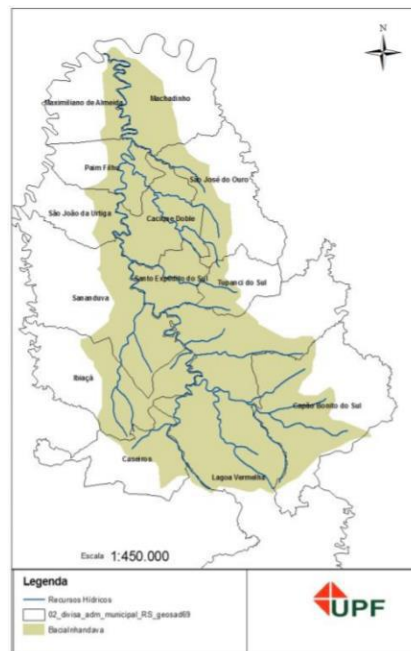 N
Maximiliano de Almeida
Machadinho
Paim Filho
São José do Ouro
São João da Urtiga
Cacique Doble
Santo Expedito do Sul
Tupanci do Sul
Sananduva
Ibiaçá
Capão Bonito do Sul
Caseiros
Lagoa Vermelha
Escala 1:450.000
Legenda
Recursos Hídricos
02_divisa_adm_municipal_RS_geosad69
BaciaInhandava
UPF